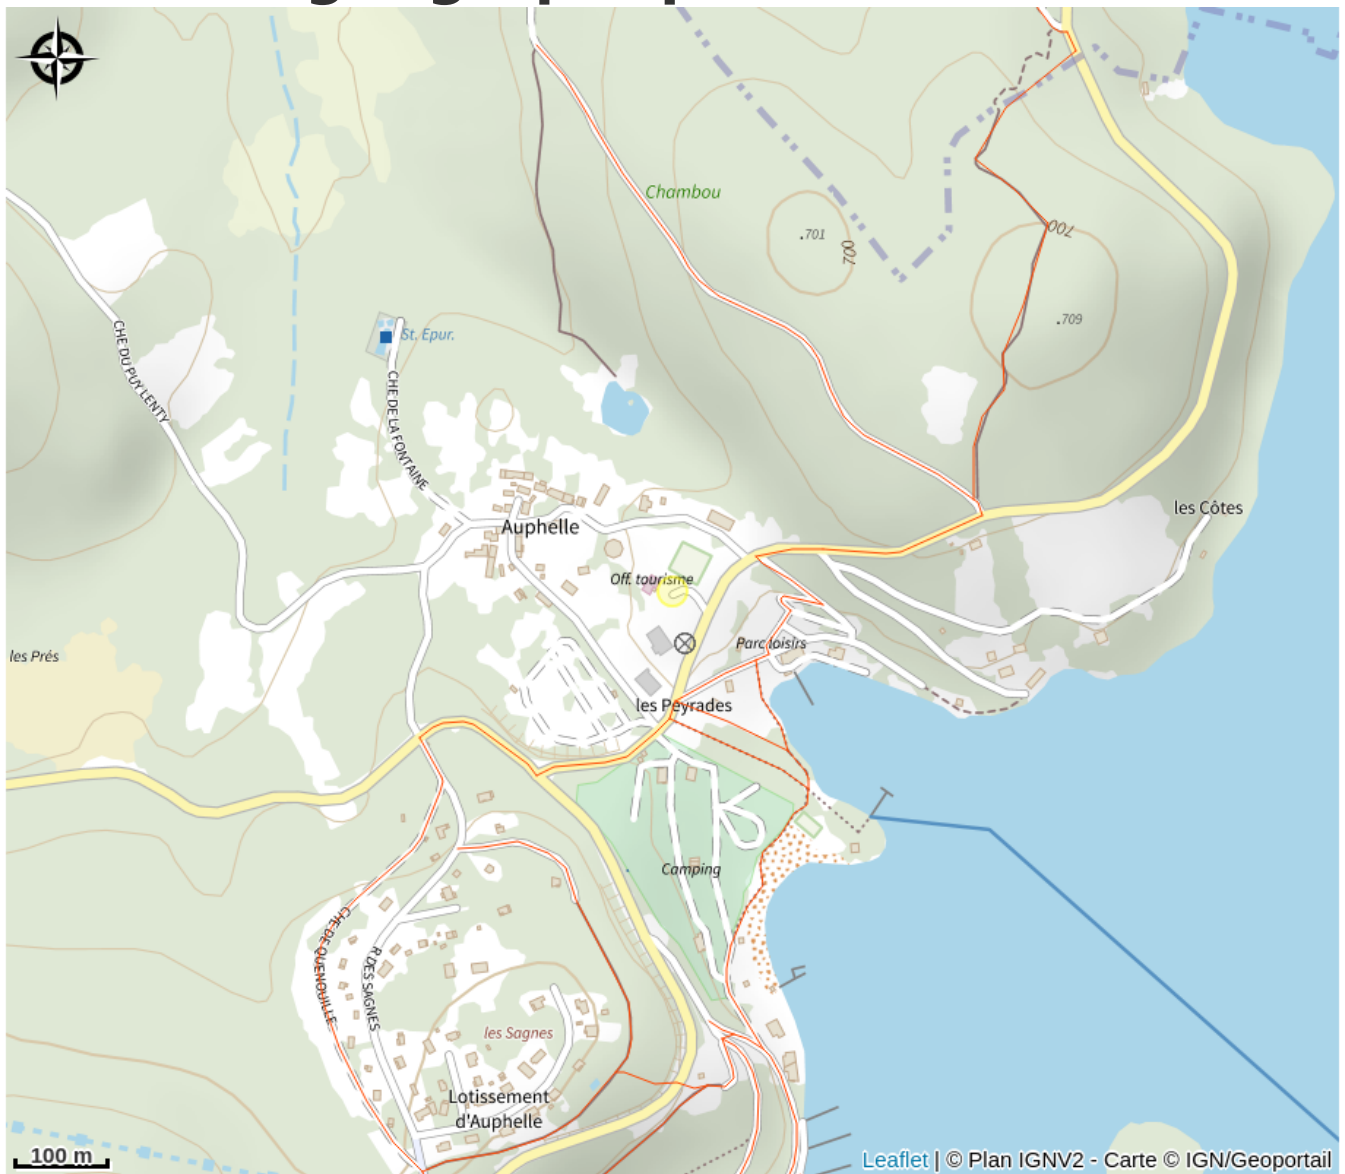 Chambou
.701
700
700
.709
St. Epur.
CHE DU PUY LENTY
CHE DE LA FONTAINE
les Côtes
Auphelle
Off. tourisme
Parc loisirs
les Prés
les Peyrades
Camping
CHE DE QUENOUILLE
R DES SAGNES
les Sagnes
Lotissement
d'Auphelle
100 m
Leaflet | © Plan IGNV2 - Carte © IGN/Geoportail